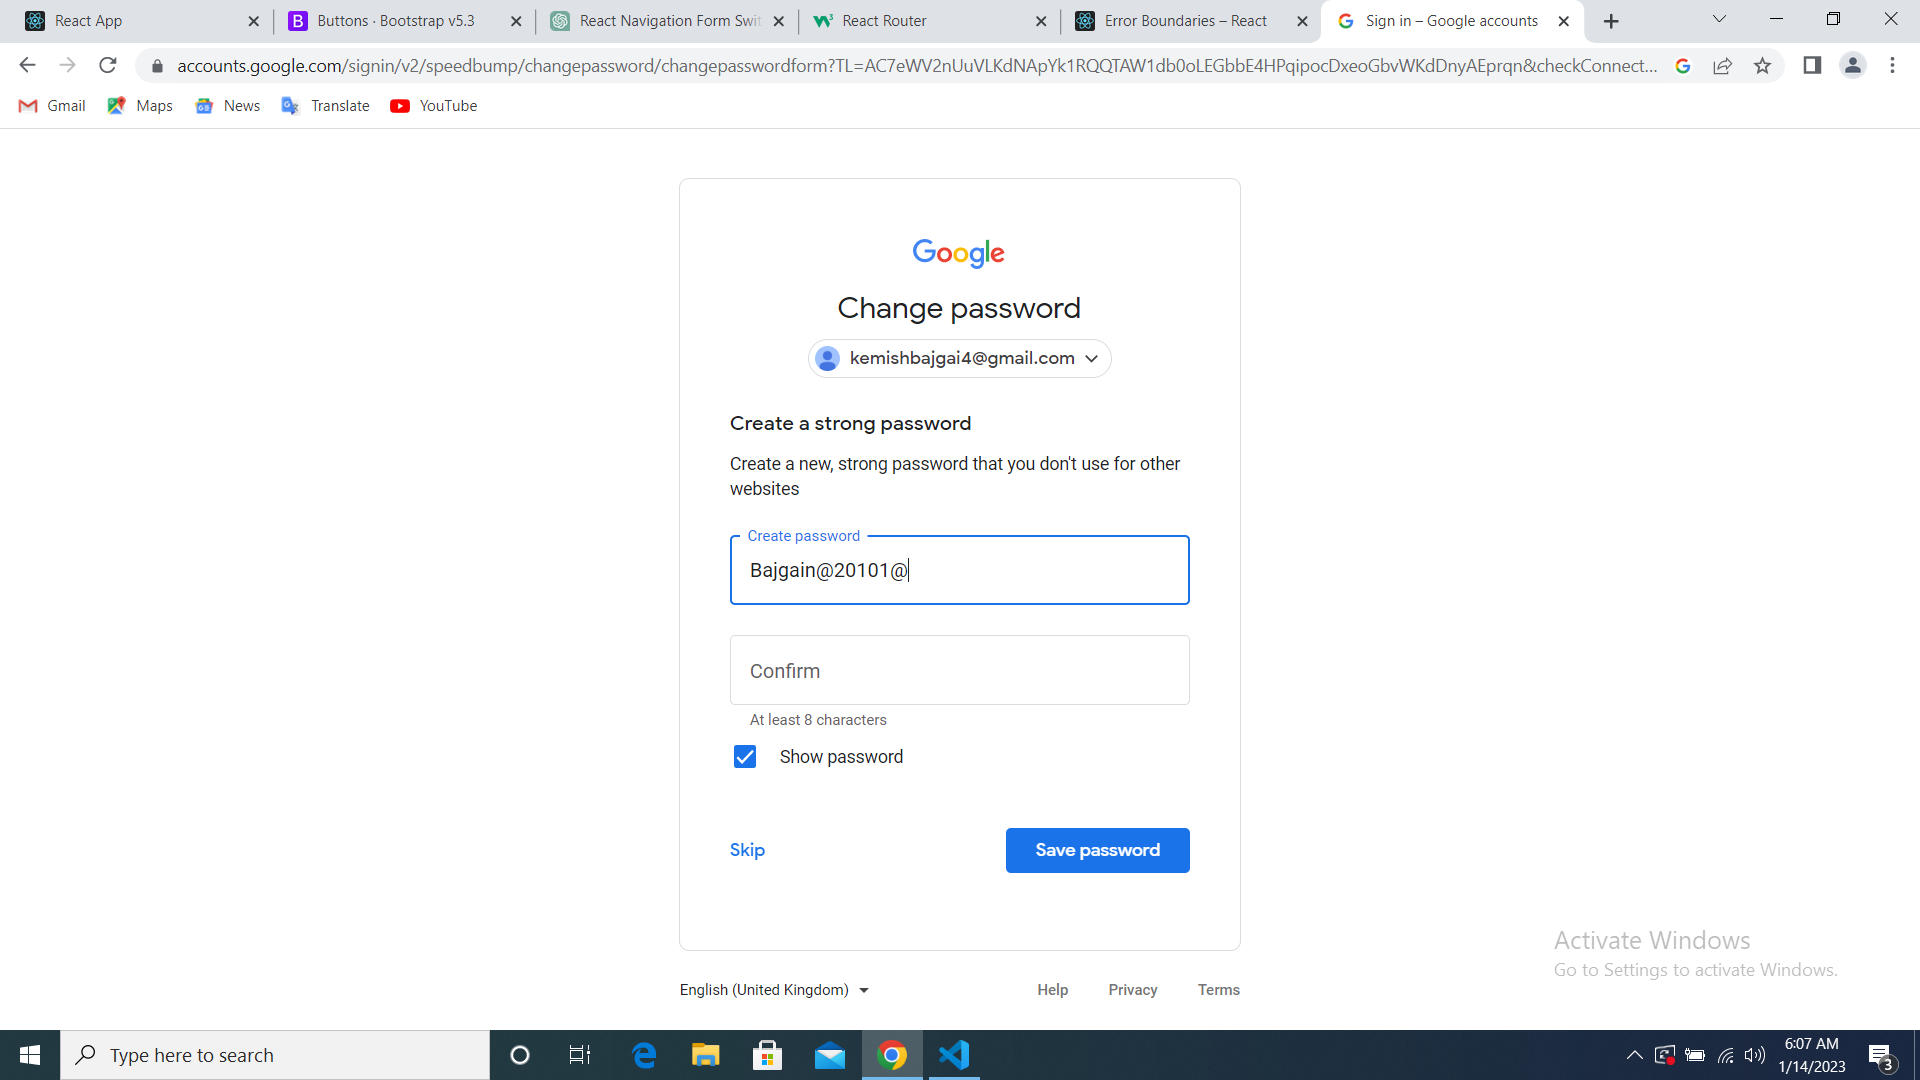 React App
Buttons · Bootstrap v5.3
React Navigation Form Swit
React Router
Error Boundaries – React
Sign in – Google accounts
accounts.google.com/signin/v2/speedbump/changepassword/changepasswordform?TL=AC7eWV2nUuVLKdNApYk1RQQTAW1db0oLEGbbE4HPqipocDxeoGbvWKdDnyAEprqn&checkConnect...
Gmail
Maps
News
Translate
YouTube
Google
Change password
kemishbajgai4@gmail.com
Create a strong password
Create a new, strong password that you don't use for other
websites
Create password
Bajgain@20101@
Confirm
At least 8 characters
Show password
Skip
Save password
Activate Windows
Go to Settings to activate Windows.
English (United Kingdom)
Help
Privacy
Terms
Type here to search
6:07 AM
1/14/2023
3